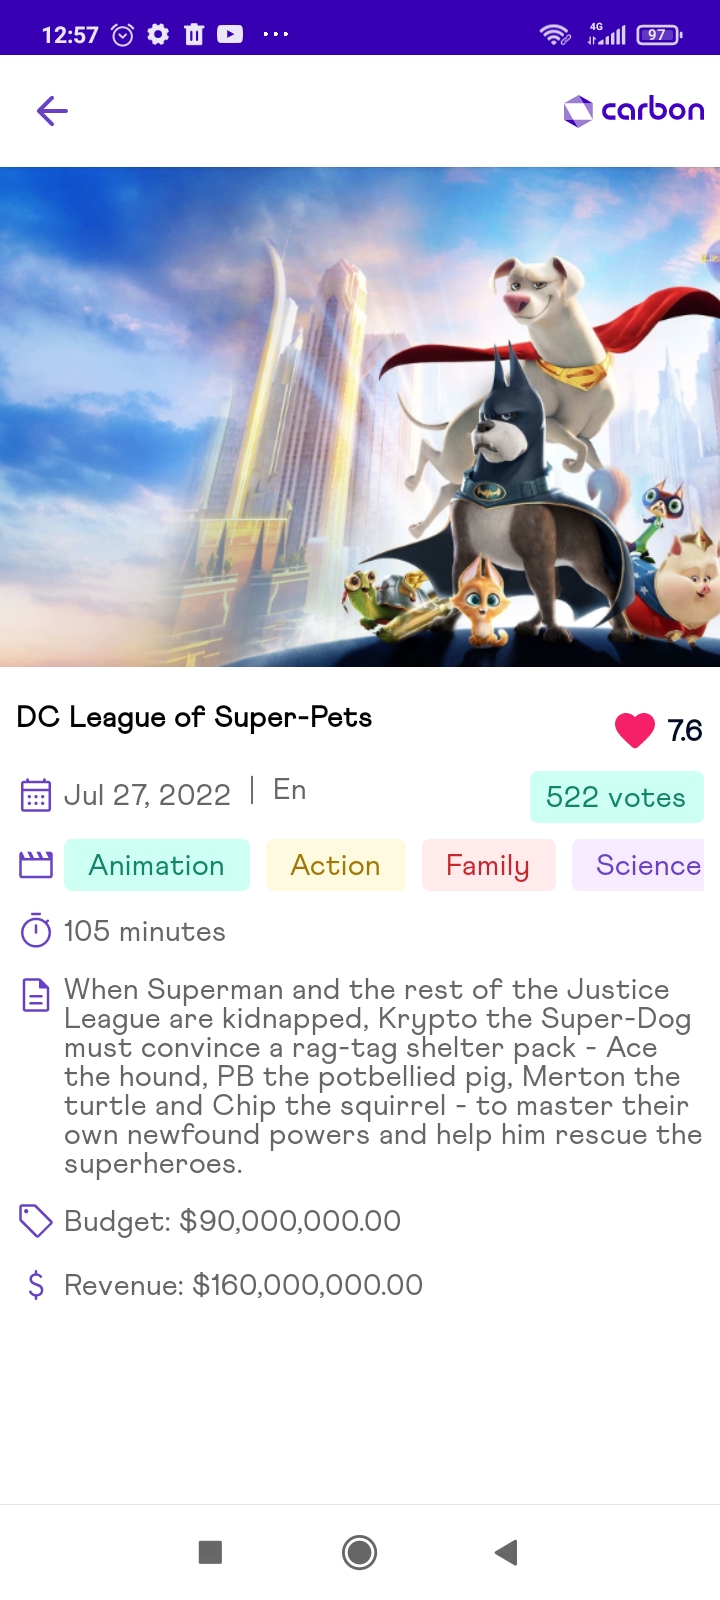 12:57
4G
97
carbon
DC League of Super-Pets
7.6
Jul 27, 2022 | En
522 votes
Animation Action Family Science
105 minutes
When Superman and the rest of the Justice
League are kidnapped, Krypto the Super-Dog
must convince a rag-tag shelter pack - Ace
the hound, PB the potbellied pig, Merton the
turtle and Chip the squirrel - to master their
own newfound powers and help him rescue the
superheroes.
Budget: $90,000,000.00
Revenue: $160,000,000.00